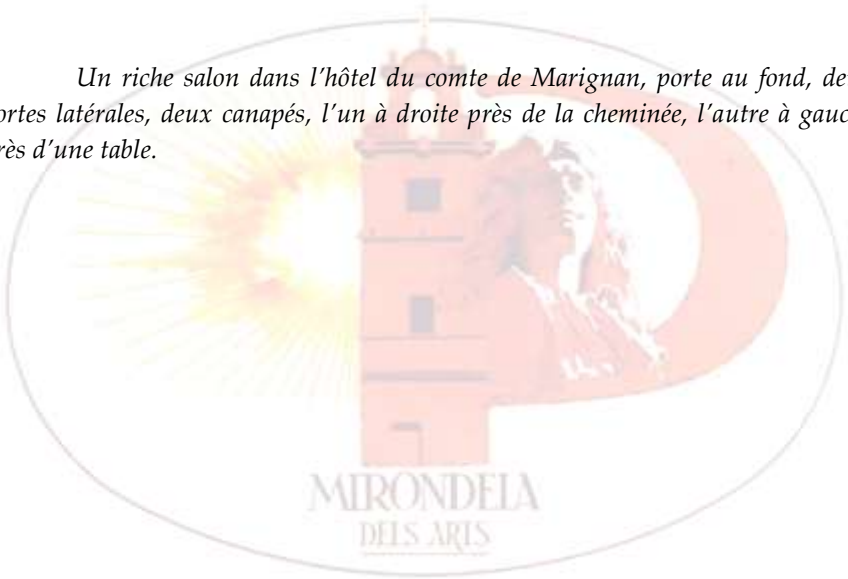 Un riche salon dans l’hôtel du comte de Marignan, porte au fond, de
ortes latérales, deux canapés, l’un à droite près de la cheminée, l’autre à gauc
rès d’une table.
MIRONDELA
DELS ARTS